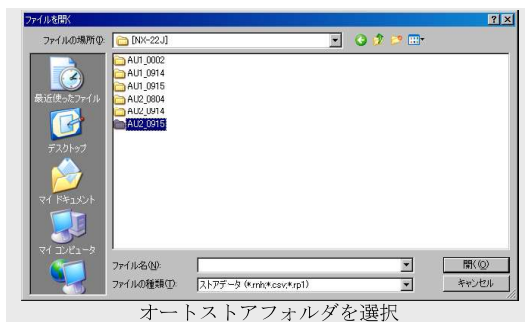 ファイルを開く
ファイルの場所(I):
[NX-22J]
AU1_0002
AU1_0914
AU1_0915
AU2_0804
AU2_0914
AU2_0915
最近使ったファイル
デスクトップ
マイ ドキュメント
マイ コンピュータ
ファイル名(N):
開く(O)
ファイルの種類(T):
ストアデータ (*.rnh;*.csv;*.rp1)
キャンセル
オートストアフォルダを選択